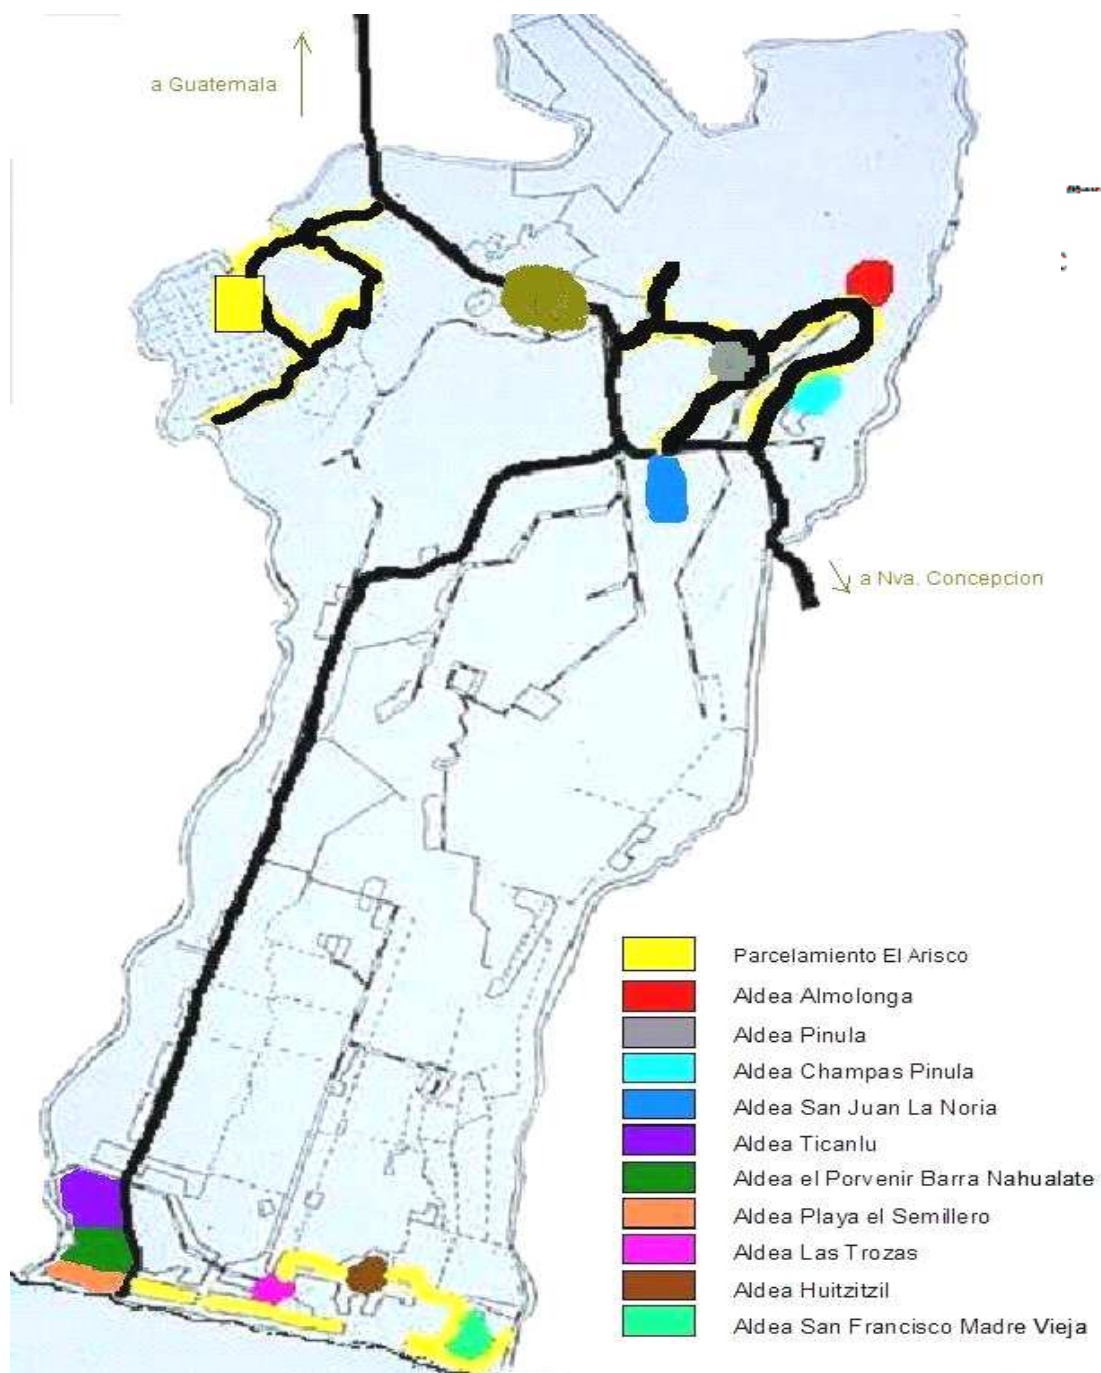 a Guatemala
a Nva. Concepcion
Parcelamiento El Arisco
Aldea Almolonga
Aldea Pinula
Aldea Champas Pinula
Aldea San Juan La Noria
Aldea Ticanlu
Aldea el Porvenir Barra Nahualate
Aldea Playa el Semillero
Aldea Las Trozas
Aldea Huitzitzil
Aldea San Francisco Madre Vieja